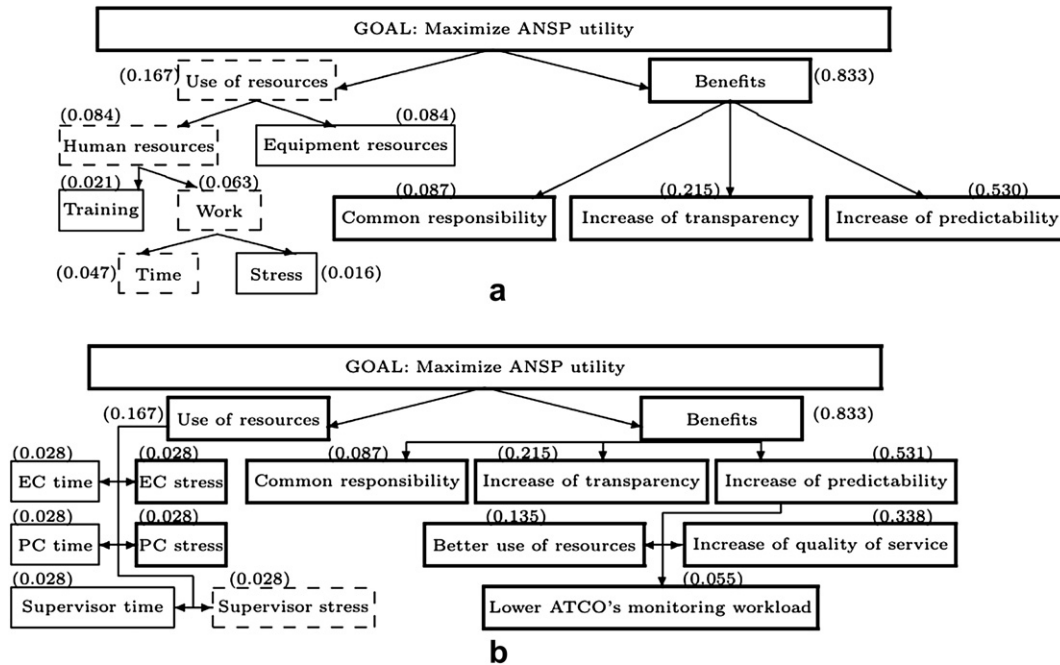 GOAL: Maximize ANSP utility
(0.167)
Use of resources
Benefits
(0.833)
(0.084)
Human resources
(0.084)
Equipment resources
(0.021)
Training
(0.063)
Work
(0.087)
Common responsibility
(0.215)
Increase of transparency
(0.530)
Increase of predictability
(0.047)
Time
Stress
(0.016)
a
GOAL: Maximize ANSP utility
(0.167)
Use of resources
Benefits
(0.833)
(0.028)
EC time
(0.028)
EC stress
(0.087)
Common responsibility
(0.215)
Increase of transparency
(0.531)
Increase of predictability
(0.028)
PC time
(0.028)
PC stress
(0.135)
Better use of resources
(0.338)
Increase of quality of service
(0.028)
Supervisor time
(0.028)
Supervisor stress
(0.055)
Lower ATCO's monitoring workload
b